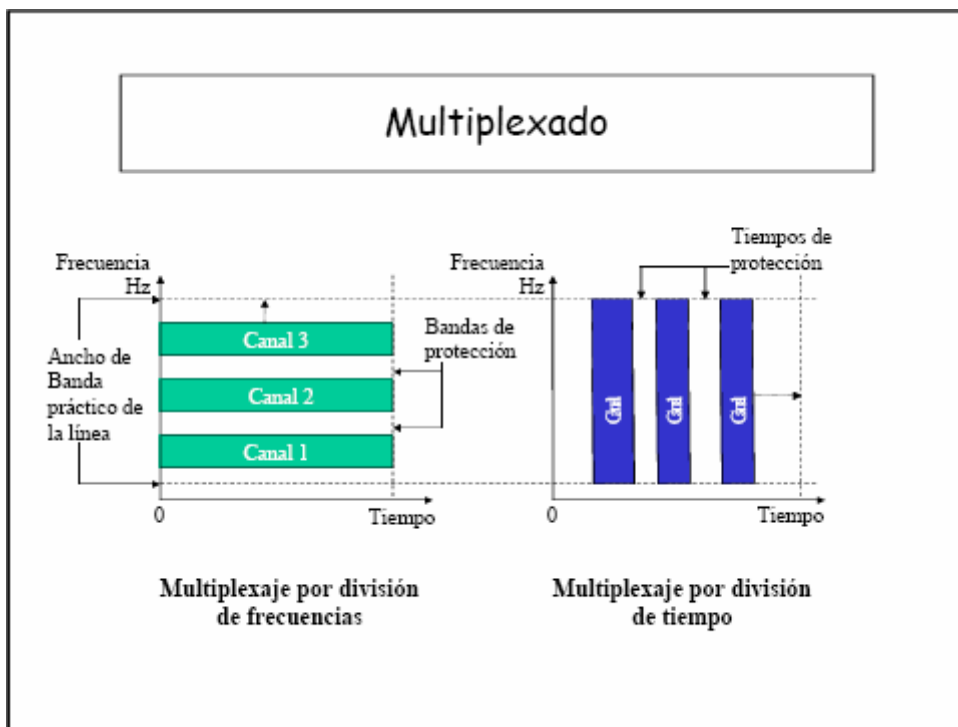 Multiplexado
Frecuencia
Hz
Ancho de
Banda
práctico de
la línea
Canal 3
Canal 2
Canal 1
Bandas de
protección
0
Tiempo
Multiplexaje por división
de frecuencias
Tiempos de
protección
Frecuencia
Hz
0
Tiempo
Multiplexaje por división
de tiempo